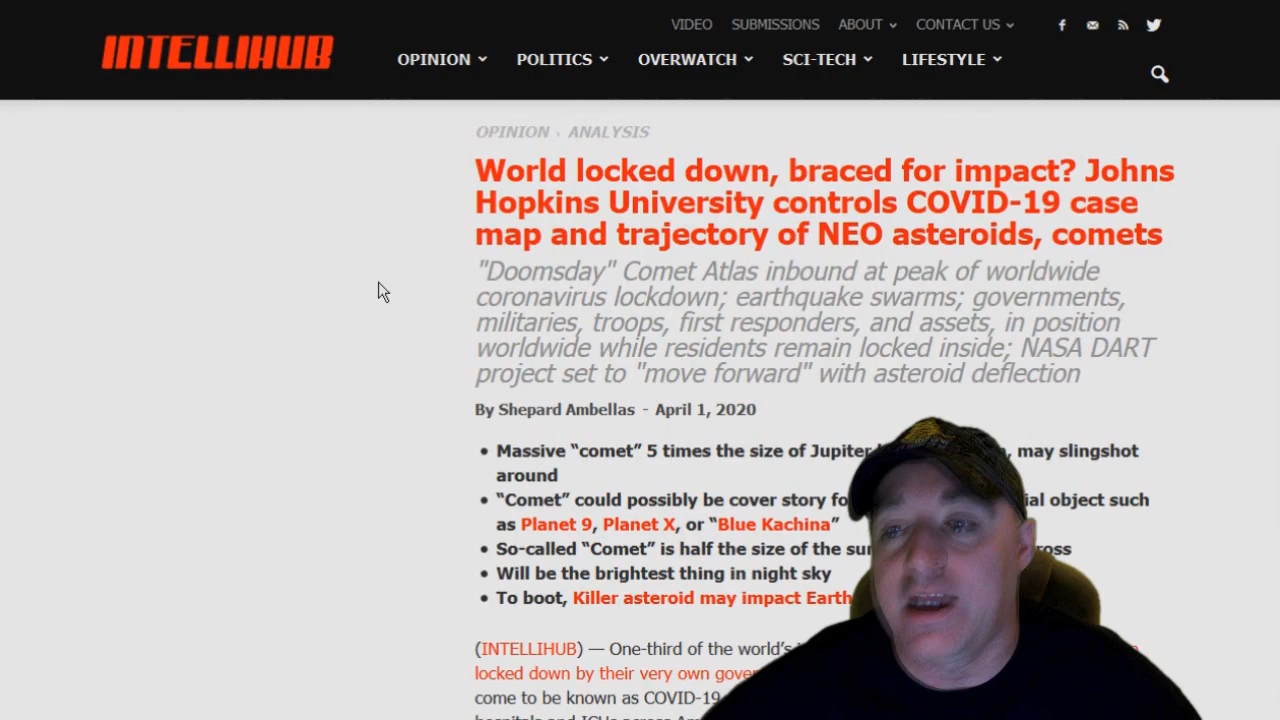 VIDEO SUBMISSIONS ABOUT CONTACT US
INTELLIHUB
OPINION POLITICS OVERWATCH SCI-TECH LIFESTYLE
OPINION › ANALYSIS
World locked down, braced for impact? Johns
Hopkins University controls COVID-19 case
map and trajectory of NEO asteroids, comets
"Doomsday" Comet Atlas inbound at peak of worldwide
coronavirus lockdown; earthquake swarms; governments,
militaries, troops, first responders, and assets, in position
worldwide while residents remain locked inside; NASA DART
project set to "move forward" with asteroid deflection
By Shepard Ambellas - April 1, 2020
• Massive “comet” 5 times the size of Jupiter may slingshot
around
• “Comet” could possibly be cover story object such
as Planet 9, Planet X, or “Blue Kachina”
• So-called “Comet” is half the size of the
• Will be the brightest thing in night sky
• To boot, Killer asteroid may impact Earth
(INTELLIHUB) — One-third of the world’s
locked down by their very own
come to be known as COVID-19